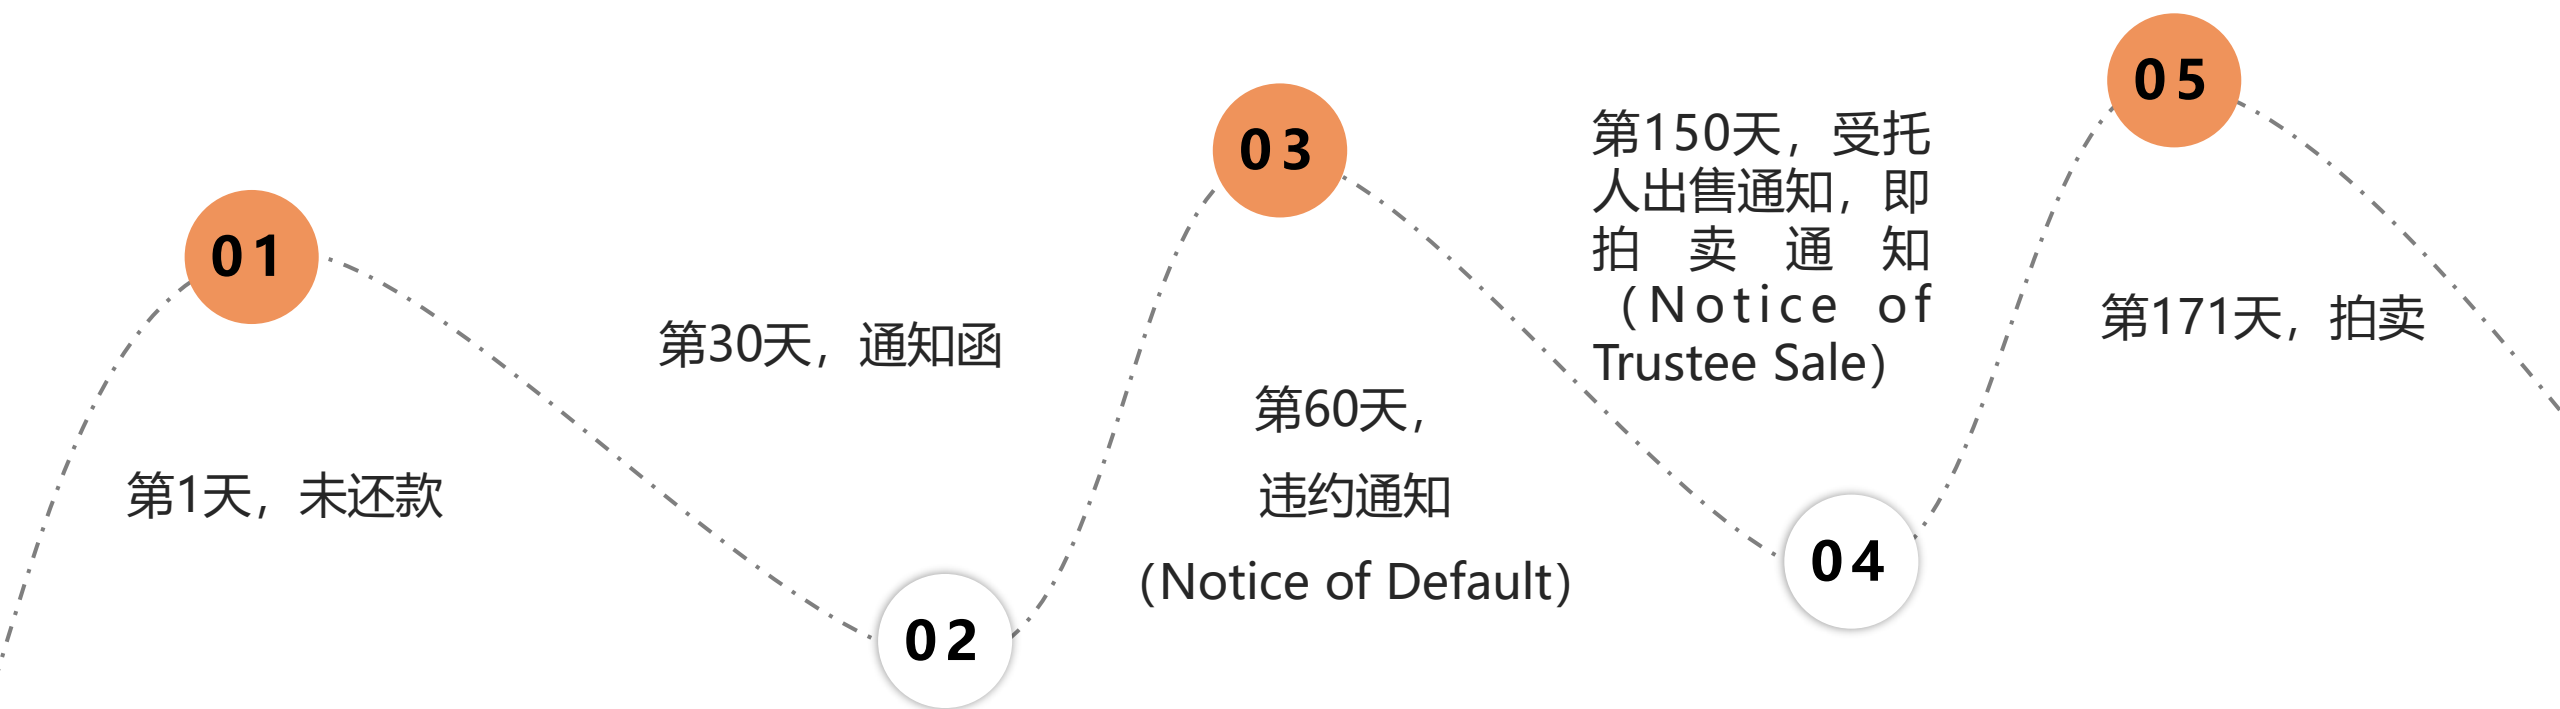 01
第1天，未还款
02
第30天，通知函
03
第60天，
违约通知
（Notice of Default）
04
第150天，受托
人出售通知，即
拍卖通知
（Notice of
Trustee Sale）
05
第171天，拍卖